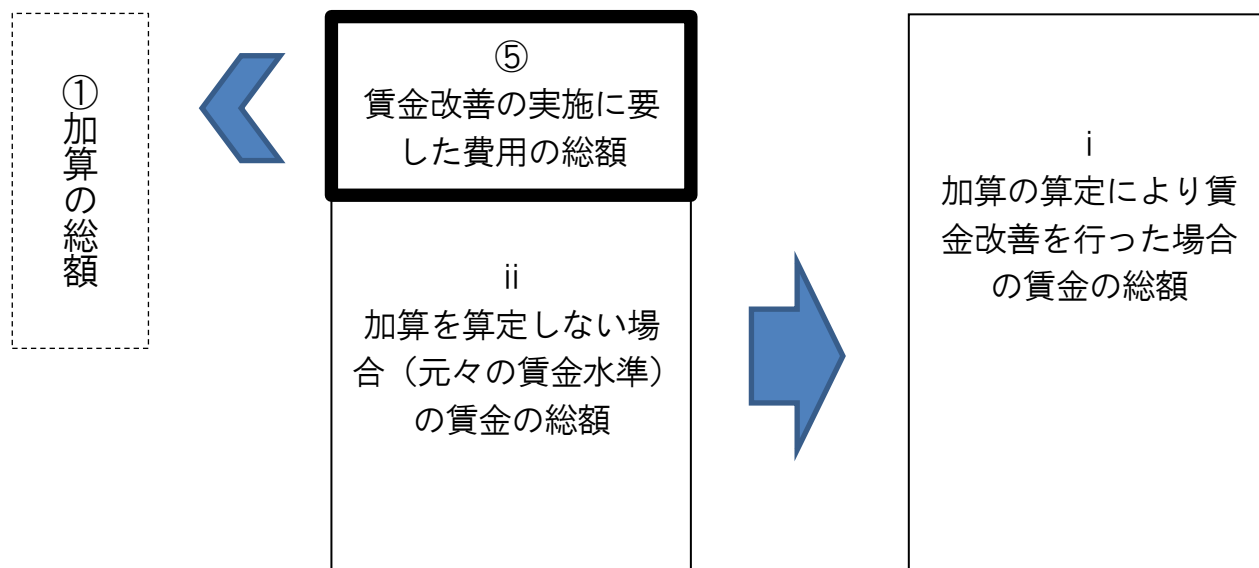 ①加算の総額
⑤
賃金改善の実施に要
した費用の総額
ⅱ
加算を算定しない場
合（元々の賃金水準）
の賃金の総額
ⅰ
加算の算定により賃
金改善を行った場合
の賃金の総額